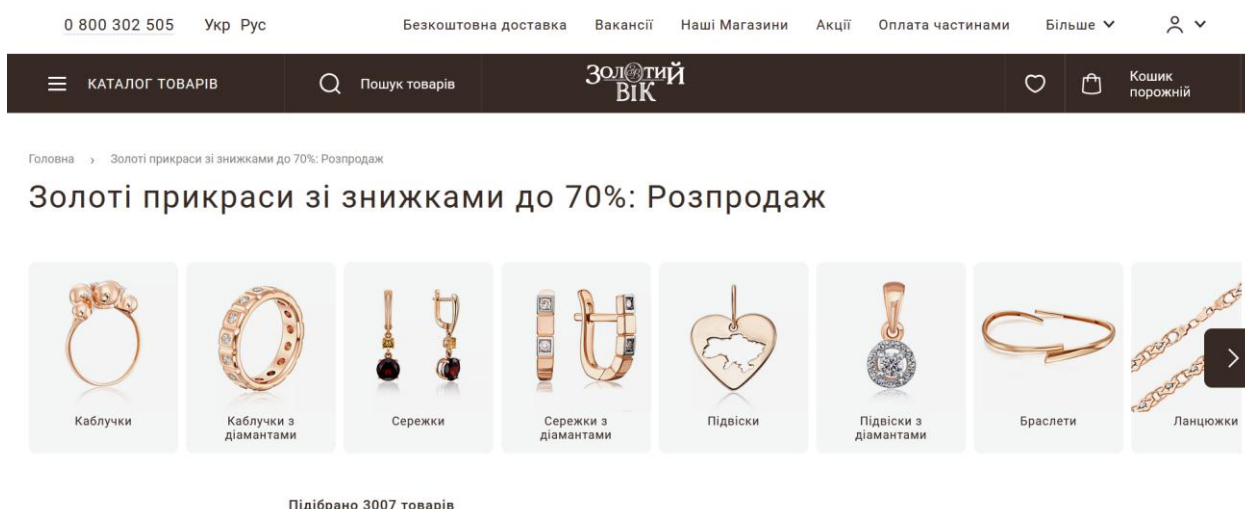 0 800 302 505 Укр Рус Безкоштовна доставка Вакансії Наші Магазини Акції Оплата частинами Більше
КАТАЛОГ ТОВАРІВ Пошук товарів
ЗОЛОТИЙ
ВІК
Кошик
порожній
Головна › Золоті прикраси зі знижками до 70%: Розпродаж
Золоті прикраси зі знижками до 70%: Розпродаж
Каблучки
Каблучки з
діамантами
Сережки
Сережки з
діамантами
Підвіски
Підвіски з
діамантами
Браслети
Ланцюжки
Підібрано 3007 товарів